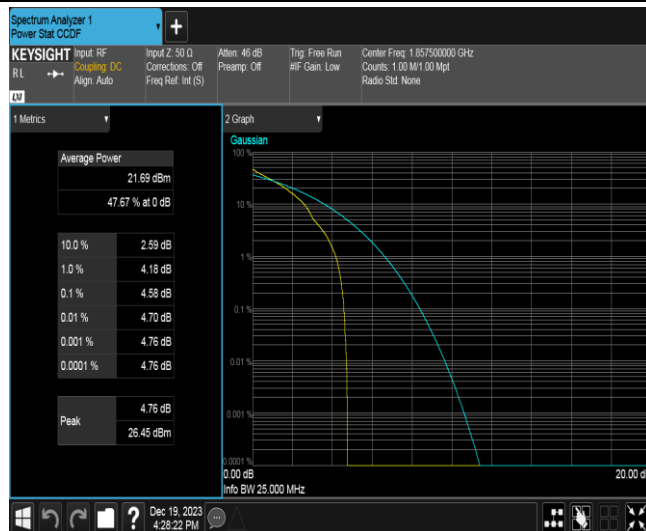 Spectrum Analyzer 1
Power Stat CCDF
KEYSIGHT
RL
Input: RF
Coupling: DC
Align: Auto
Input Z: 50 Ω
Corrections: Off
Freq Ref: Int (S)
Atten: 46 dB
Preamp: Off
Trig: Free Run
#IF Gain: Low
Center Freq: 1.857500000 GHz
Counts: 1.00 M/1.00 Mpt
Radio Std: None
1 Metrics
Average Power
21.69 dBm
47.67 % at 0 dB
10.0 % 2.59 dB
1.0 % 4.18 dB
0.1 % 4.58 dB
0.01 % 4.70 dB
0.001 % 4.76 dB
0.0001 % 4.76 dB
Peak
4.76 dB
26.45 dBm
2 Graph
Gaussian
100 %
10 %
1 %
0.1 %
0.01 %
0.001 %
0.0001 %
0.00 dB
20.00 d
Info BW 25.000 MHz
Dec 19, 2023
4:28:22 PM